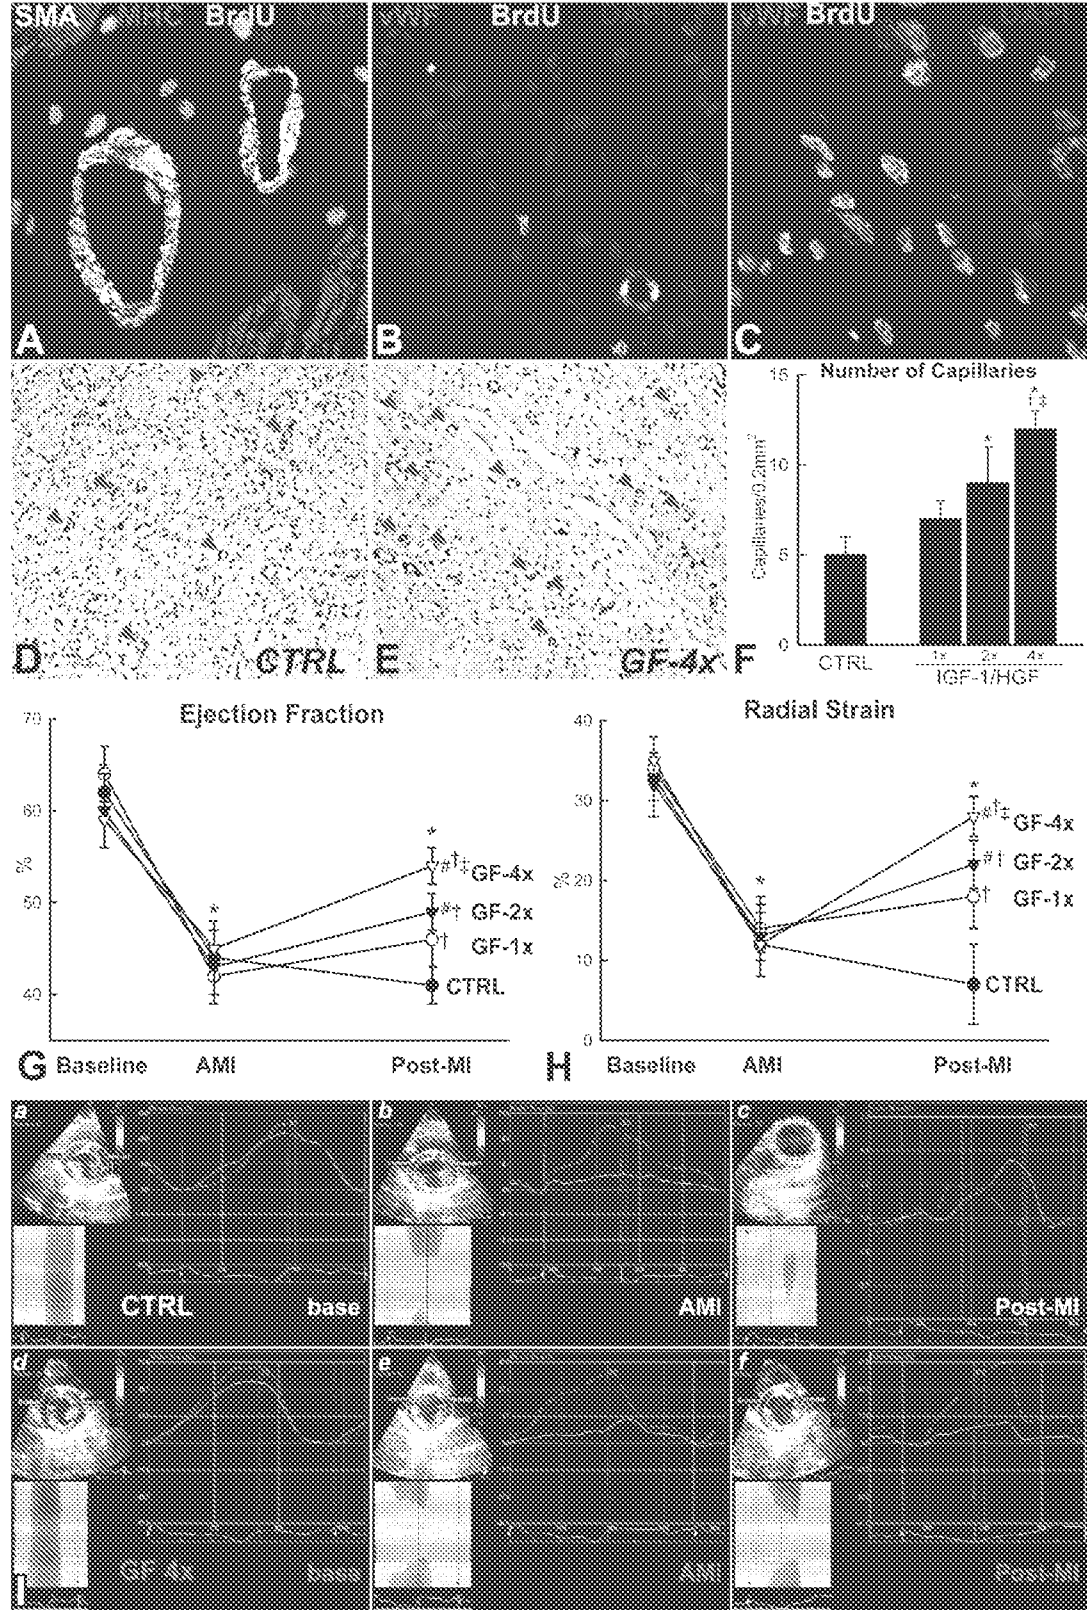 SMA BrdU
BrdU
BrdU
A
B
C
Number of Capillaries
15
10
5
0
Capillaries/0.2mm²
*
*
†‡
D
CTRL
E
GF-4x
F
CTRL
1x 2x 4x
IGF-1/HGF
Ejection Fraction
70
60
50
40
%
*
*
#†‡ GF-4x
#† GF-2x
† GF-1x
CTRL
G
Baseline AMI Post-MI
Radial Strain
40
30
20
10
0
%
*
*
#†‡ GF-4x
#† GF-2x
† GF-1x
CTRL
H
Baseline AMI Post-MI
a
CTRL base
b
AMI
c
Post-MI
d
GF-4x base
e
AMI
f
Post-MI
I